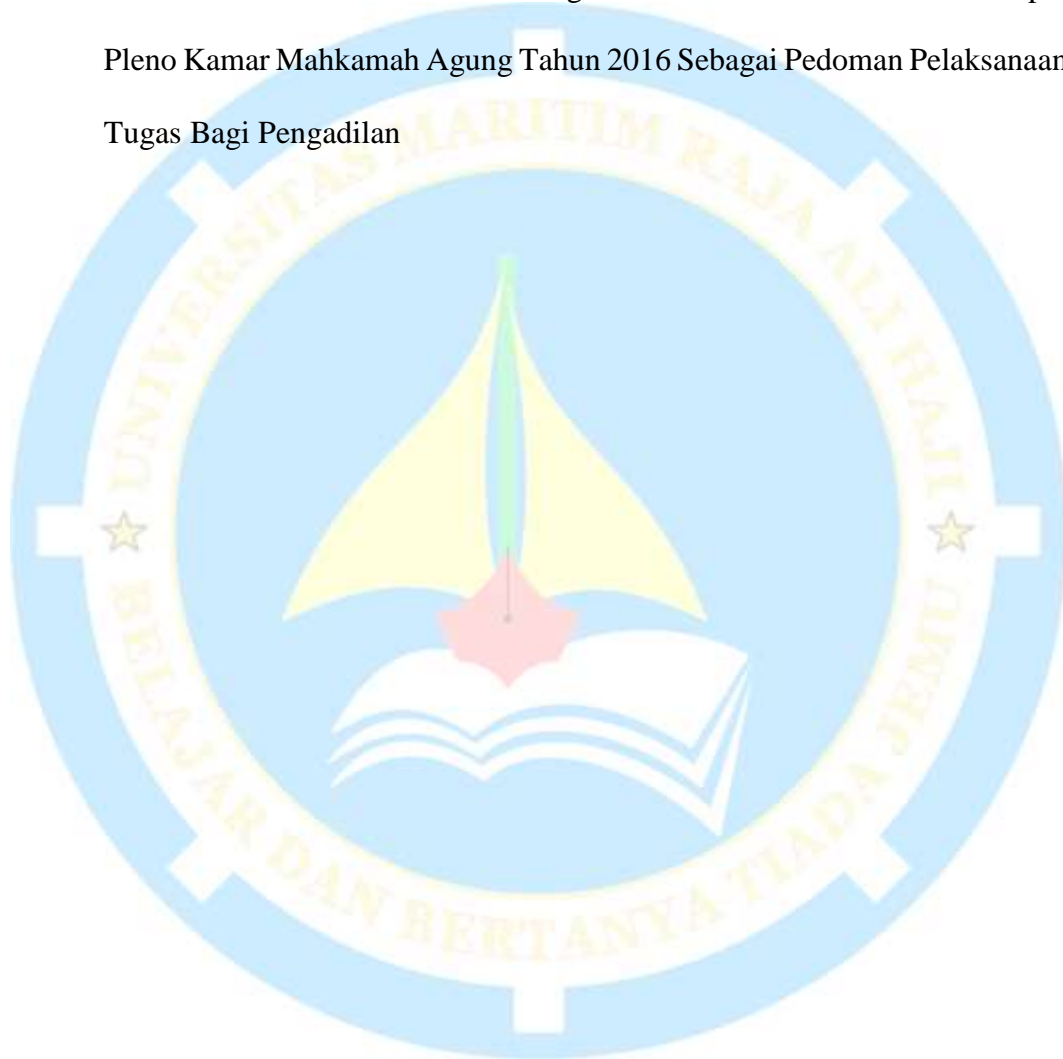 Pleno Kamar Mahkamah Agung Tahun 2016 Sebagai Pedoman Pelaksanaan
Tugas Bagi Pengadilan
UNIVERSITAS MARITIM RAJA ALI HAJI
BELAJAR DAN BERTANYA TIADA JEMU